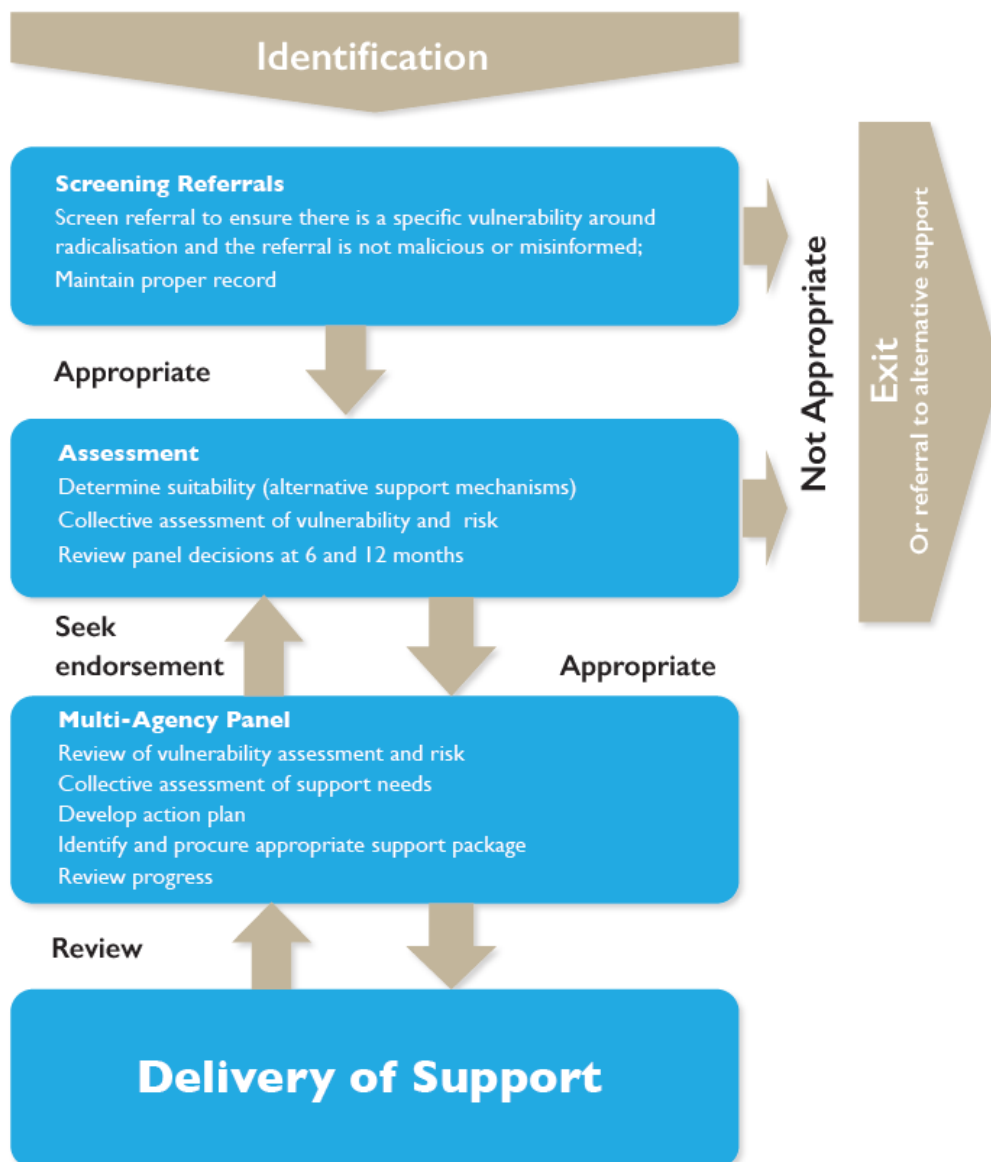 Identification
Screening Referrals
Screen referral to ensure there is a specific vulnerability around
radicalisation and the referral is not malicious or misinformed;
Maintain proper record
Appropriate
Not Appropriate
Exit
Or referral to alternative support
Assessment
Determine suitability (alternative support mechanisms)
Collective assessment of vulnerability and risk
Review panel decisions at 6 and 12 months
Seek
endorsement
Appropriate
Multi-Agency Panel
Review of vulnerability assessment and risk
Collective assessment of support needs
Develop action plan
Identify and procure appropriate support package
Review progress
Review
Delivery of Support